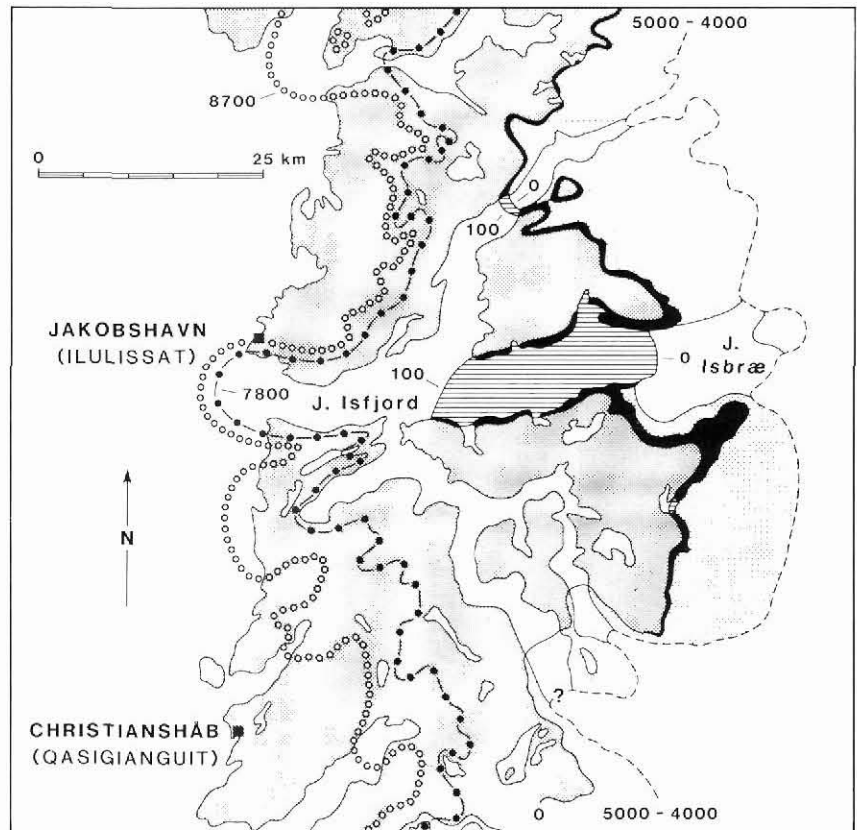 5000 - 4000
8700
0 25 km
0
100
JAKOBSHAVN
(ILULISSAT)
J.
Isbræ
0
100
7800
J. Isfjord
N
?
CHRISTIANSHÅB
(QASIGIANGUIT)
0 5000 - 4000